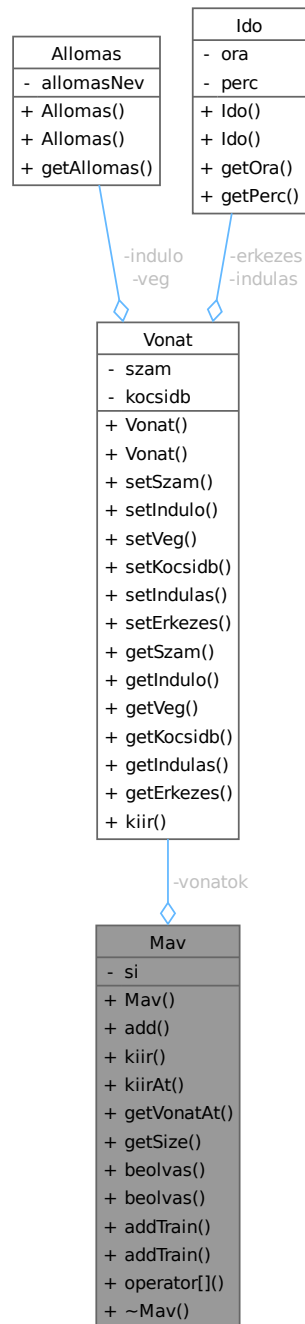 Allomas
- allomasNev
+ Allomas()
+ Allomas()
+ getAllomas()
Ido
- ora
- perc
+ Ido()
+ Ido()
+ getOra()
+ getPerc()
-indulo
-veg
-erkezes
-indulas
Vonat
- szam
- kocsidb
+ Vonat()
+ Vonat()
+ setSzam()
+ setIndulo()
+ setVeg()
+ setKocsidb()
+ setIndulas()
+ setErkezes()
+ getSzam()
+ getIndulo()
+ getVeg()
+ getKocsidb()
+ getIndulas()
+ getErkezes()
+ kiir()
-vonatok
Mav
- si
+ Mav()
+ add()
+ kiir()
+ kiirAt()
+ getVonatAt()
+ getSize()
+ beolvas()
+ beolvas()
+ addTrain()
+ addTrain()
+ operator[]()
+ ~Mav()